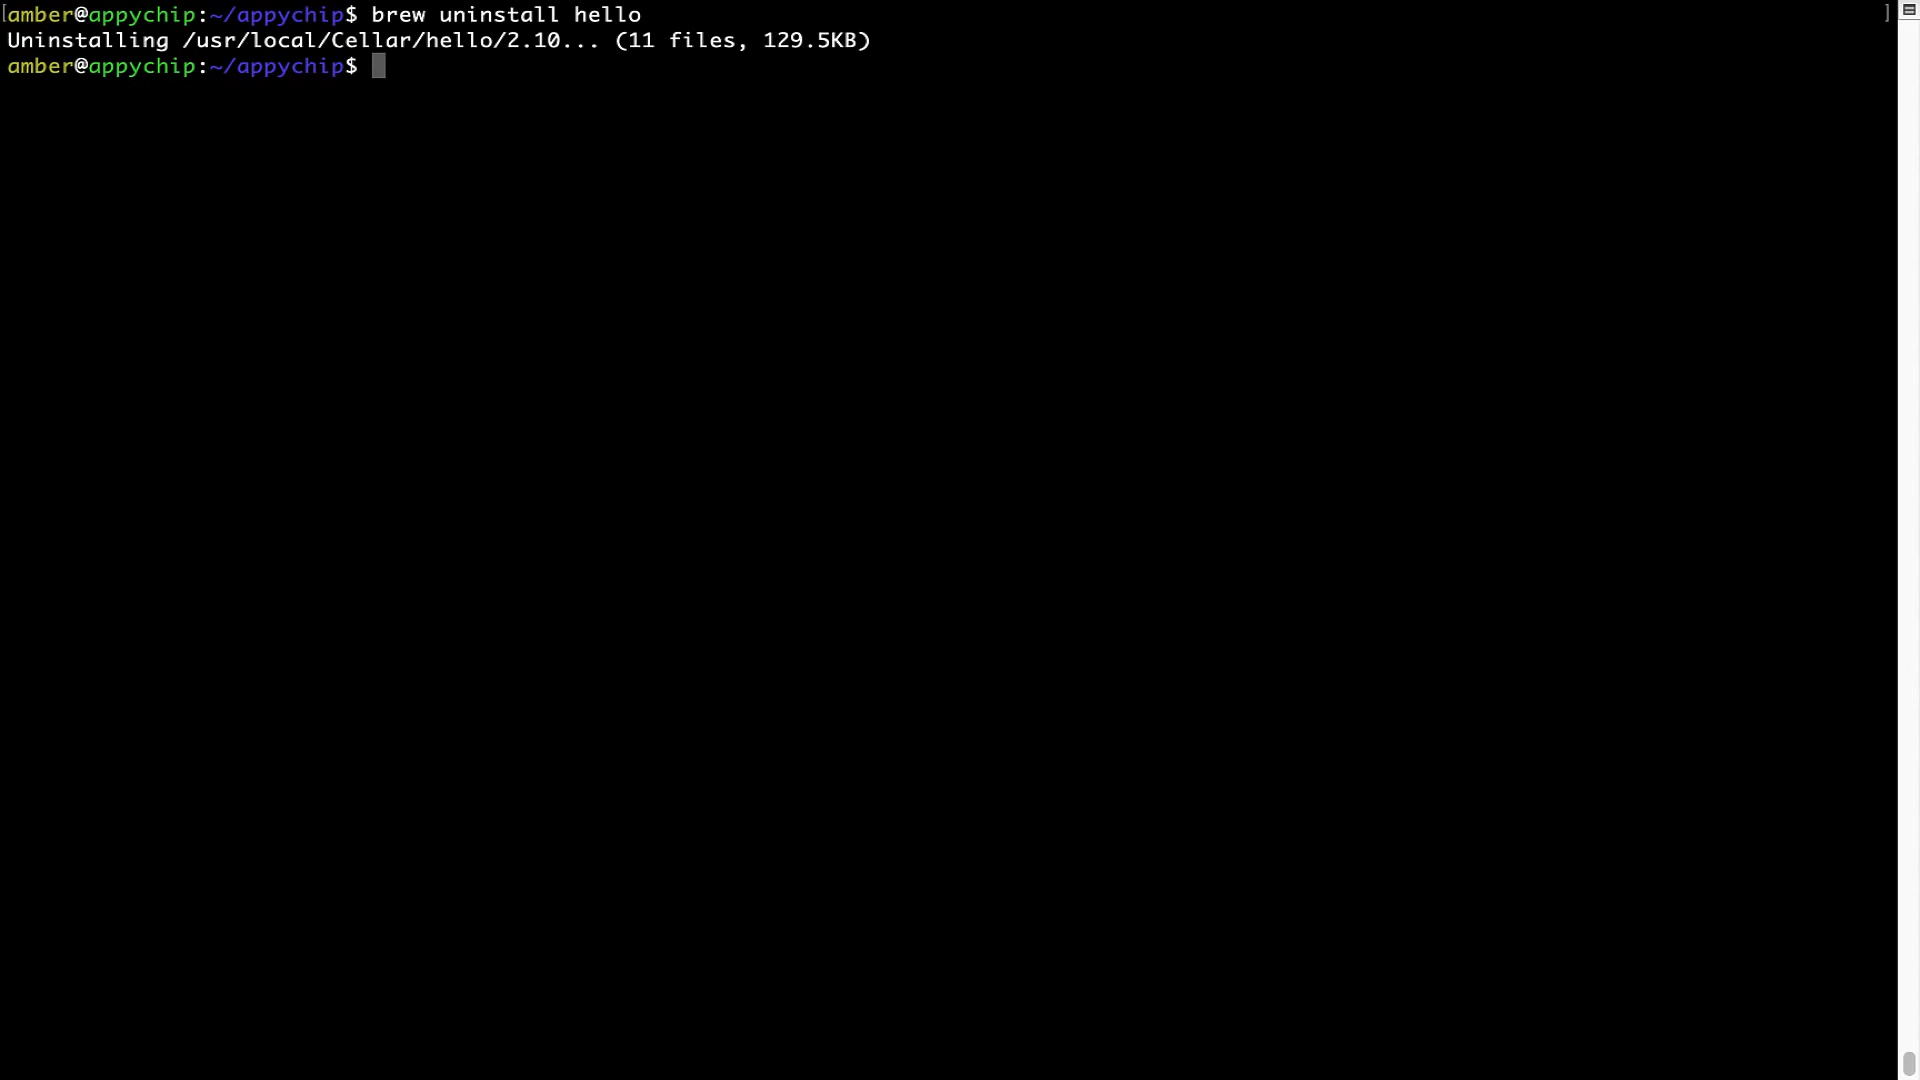 [amber@appychip:~/appychip$ brew uninstall hello ]
Uninstalling /usr/local/Cellar/hello/2.10... (11 files, 129.5KB)
amber@appychip:~/appychip$